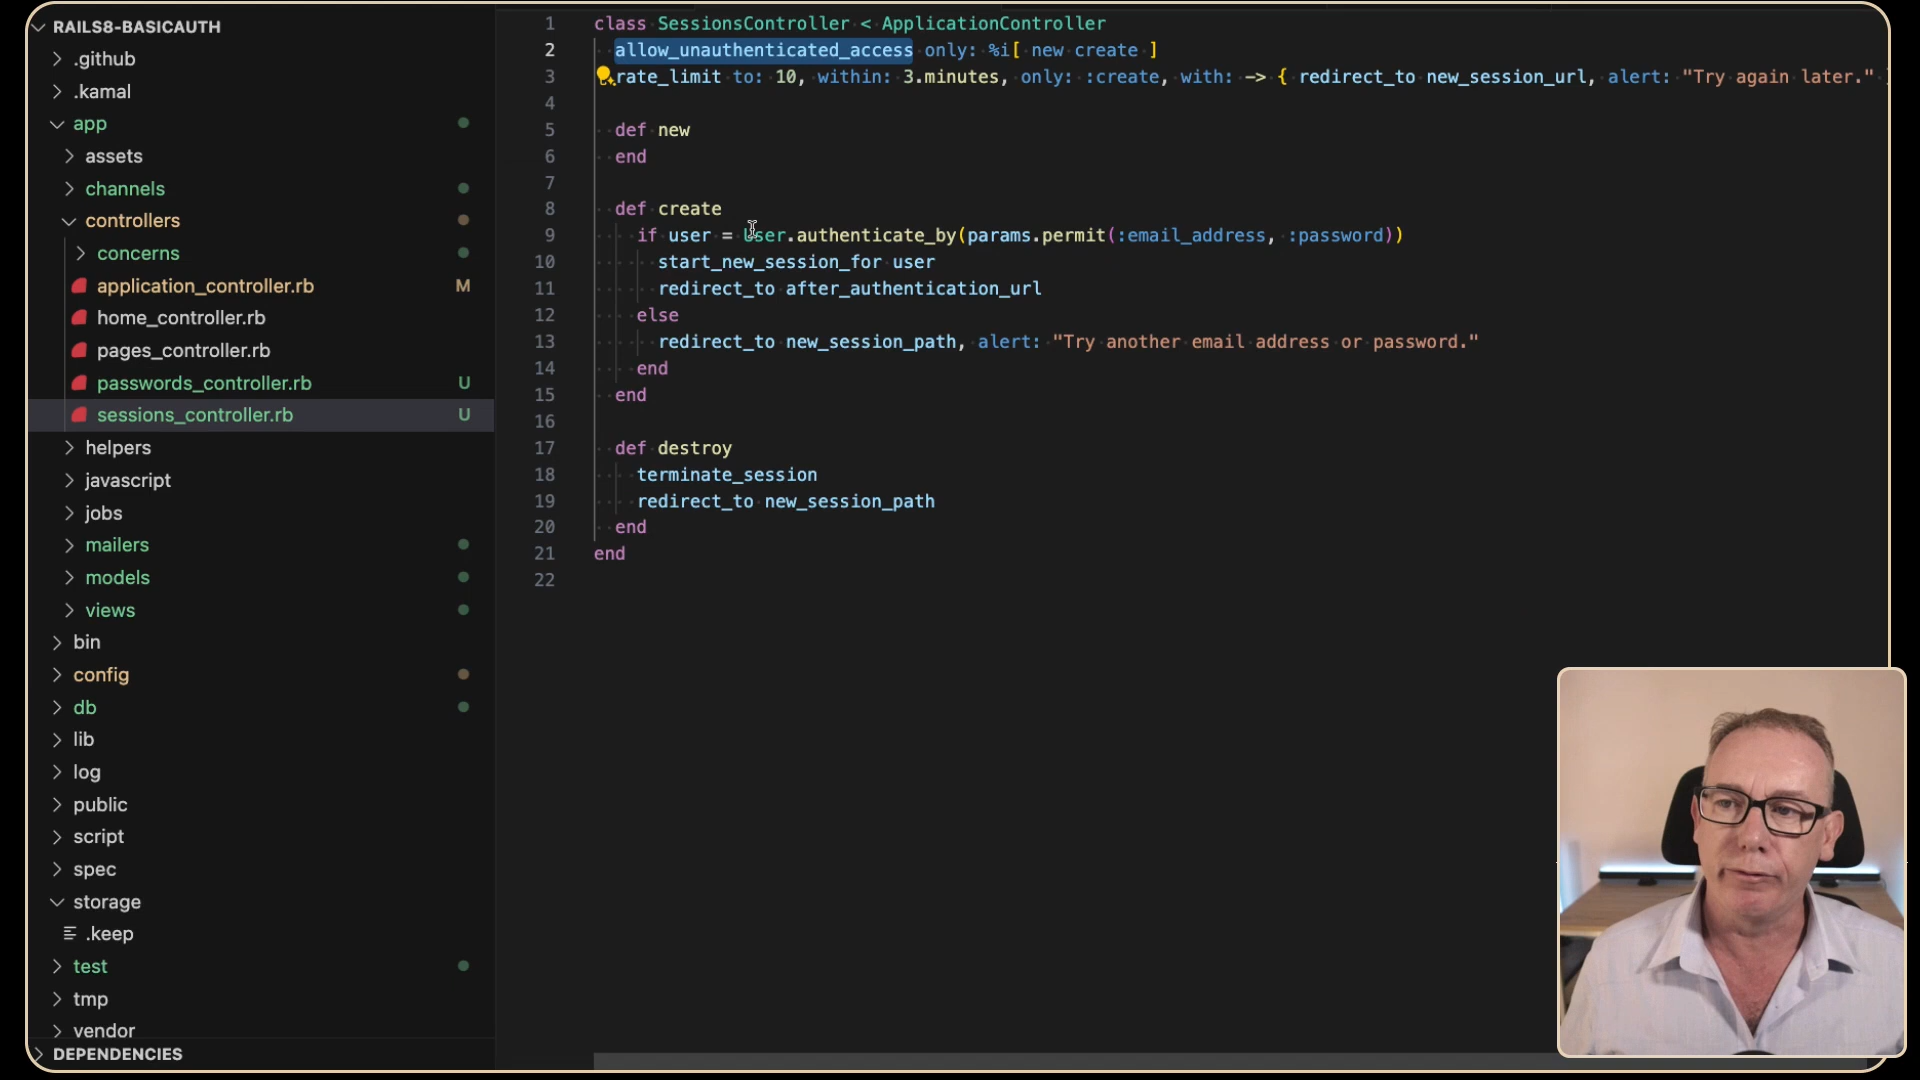 RAILS8-BASICAUTH
.github
.kamal
app
assets
channels
controllers
concerns
application_controller.rb M
home_controller.rb
pages_controller.rb
passwords_controller.rb U
sessions_controller.rb U
helpers
javascript
jobs
mailers
models
views
bin
config
db
lib
log
public
script
spec
storage
.keep
test
tmp
vendor
DEPENDENCIES
1 class SessionsController < ApplicationController
2 allow_unauthenticated_access only: %i[ new create ]
3 rate_limit to: 10, within: 3.minutes, only: :create, with: -> { redirect_to new_session_url, alert: "Try again later."
4
5 def new
6 end
7
8 def create
9 if user = User.authenticate_by(params.permit(:email_address, :password))
10 start_new_session_for user
11 redirect_to after_authentication_url
12 else
13 redirect_to new_session_path, alert: "Try another email address or password."
14 end
15 end
16
17 def destroy
18 terminate_session
19 redirect_to new_session_path
20 end
21 end
22